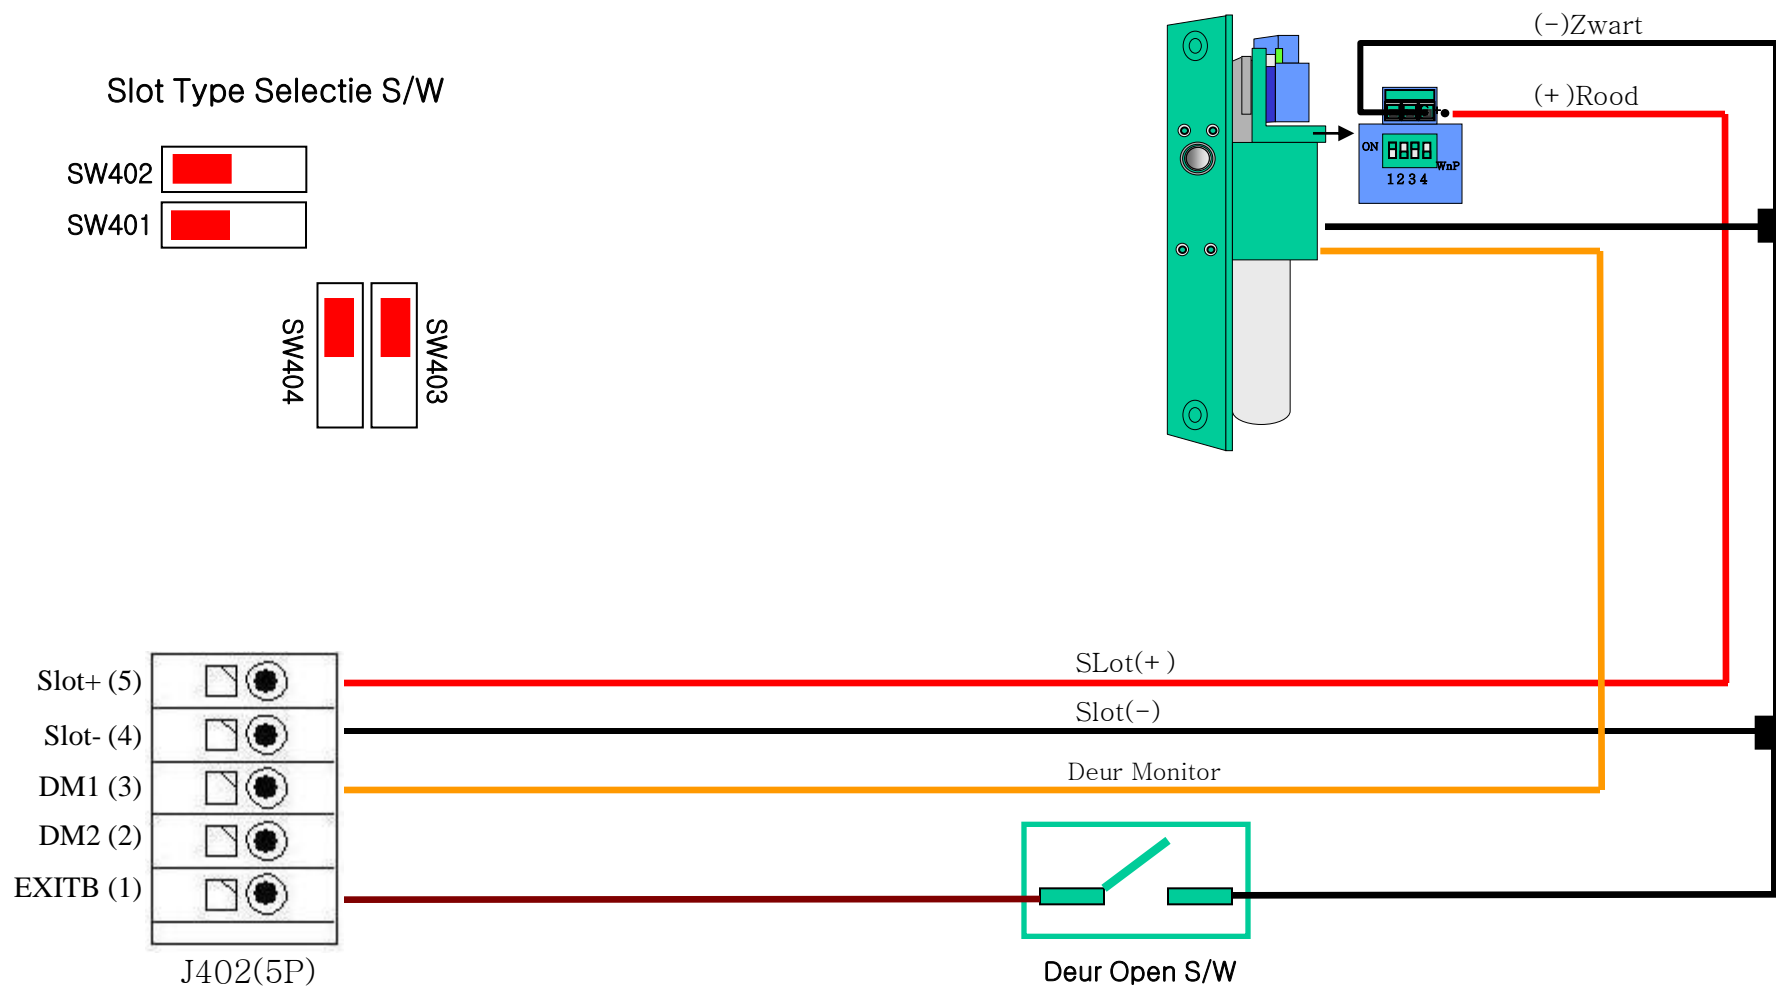 (-)Zwart
Slot Type Selectie S/W
(+)Rood
SW402
ON
WnP
1 2 3 4
SW401
SW404
SW403
Slot+ (5)
SLot(+)
Slot- (4)
Slot(-)
DM1 (3)
Deur Monitor
DM2 (2)
EXITB (1)
J402(5P)
Deur Open S/W